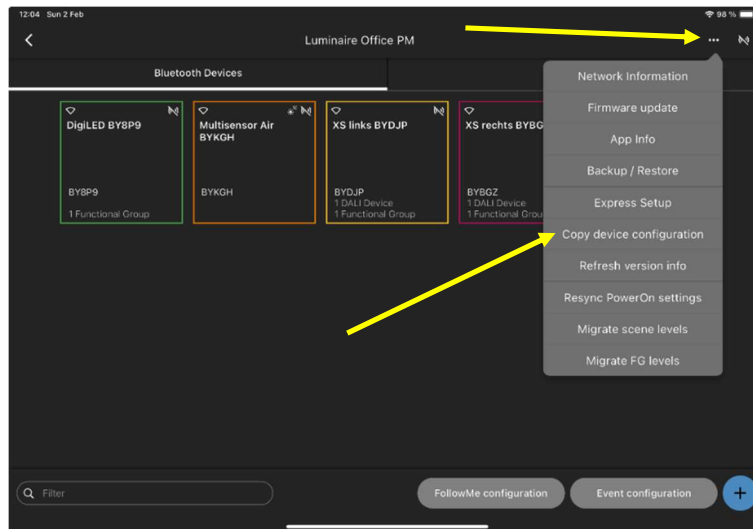 12:04 Sun 2 Feb
98 %
Luminaire Office PM
Bluetooth Devices
Network Information
Firmware update
App Info
Backup / Restore
Express Setup
Copy device configuration
Refresh version info
Resync PowerOn settings
Migrate scene levels
Migrate FG levels
DigiLED BY8P9
BY8P9
1 Functional Group
Multisensor Air
BYKGH
BYKGH
XS links BYDJP
BYDJP
1 DALI Device
1 Functional Group
XS rechts BYBG
BYBGZ
1 DALI Device
1 Functional Grou
Filter
FollowMe configuration
Event configuration